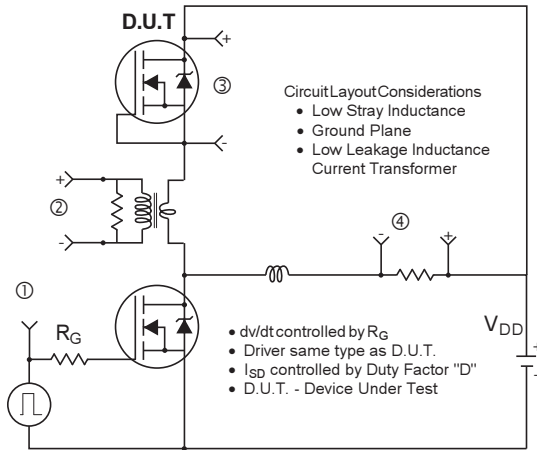 D.U.T
+
③
-
Circuit Layout Considerations
• Low Stray Inductance
• Ground Plane
• Low Leakage Inductance
Current Transformer
+
②
-
④
- +
①
RG
VDD
+
-
• dv/dt controlled by RG
• Driver same type as D.U.T.
• ISD controlled by Duty Factor "D"
• D.U.T. - Device Under Test